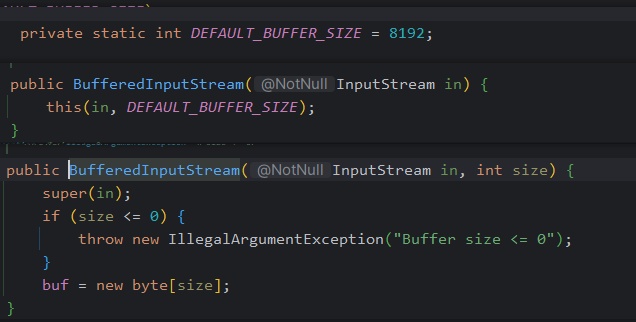 private static int DEFAULT_BUFFER_SIZE = 8192;
public BufferedInputStream(@NotNull InputStream in) {
this(in, DEFAULT_BUFFER_SIZE);
}
public BufferedInputStream(@NotNull InputStream in, int size) {
super(in);
if (size <= 0) {
throw new IllegalArgumentException("Buffer size <= 0");
}
buf = new byte[size];
}